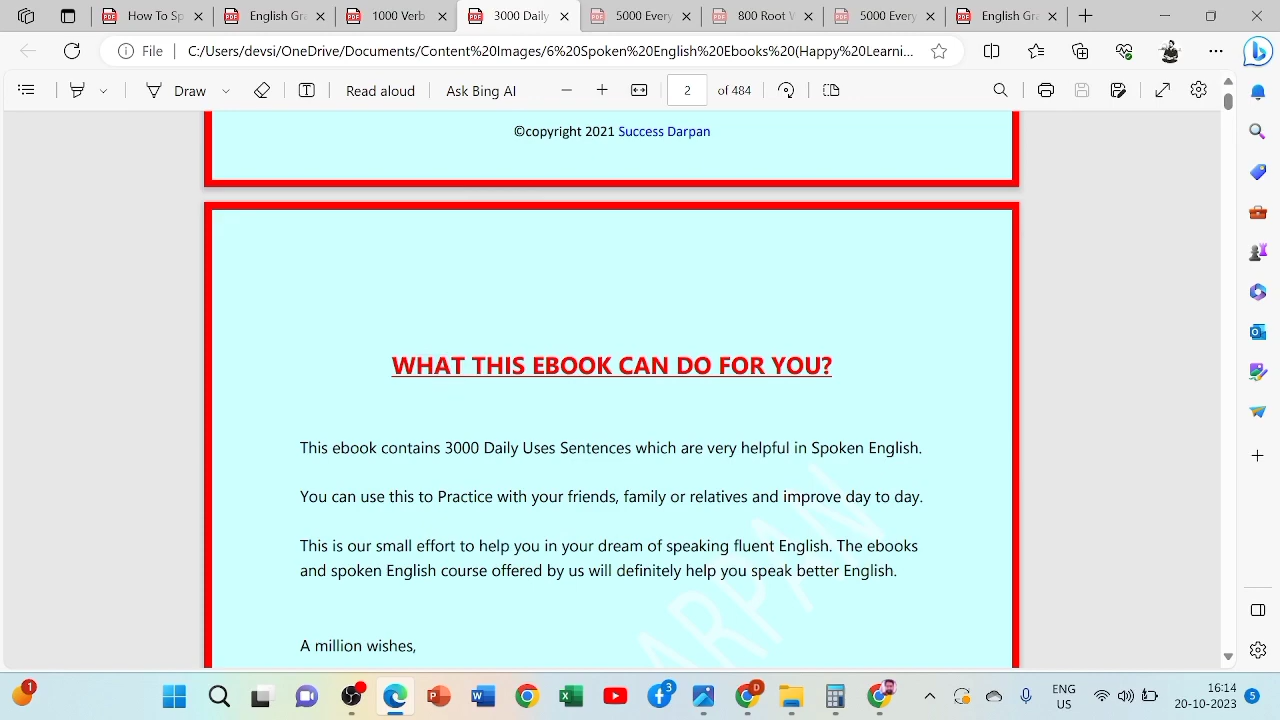 How To Sp
English Gr
1000 Verb
3000 Daily
5000 Every
800 Root
5000 Every
English Gr
File
C:/Users/devsi/OneDrive/Documents/Content%20Images/6%20Spoken%20English%20Ebooks%20(Happy%20Learni...
Draw
Read aloud
Ask Bing AI
2
of 484
©copyright 2021 Success Darpan
WHAT THIS EBOOK CAN DO FOR YOU?
This ebook contains 3000 Daily Uses Sentences which are very helpful in Spoken English.
You can use this to Practice with your friends, family or relatives and improve day to day.
This is our small effort to help you in your dream of speaking fluent English. The ebooks
and spoken English course offered by us will definitely help you speak better English.
ARPAN
A million wishes,
1
3
D
ENG
US
16:14
20-10-2023
5